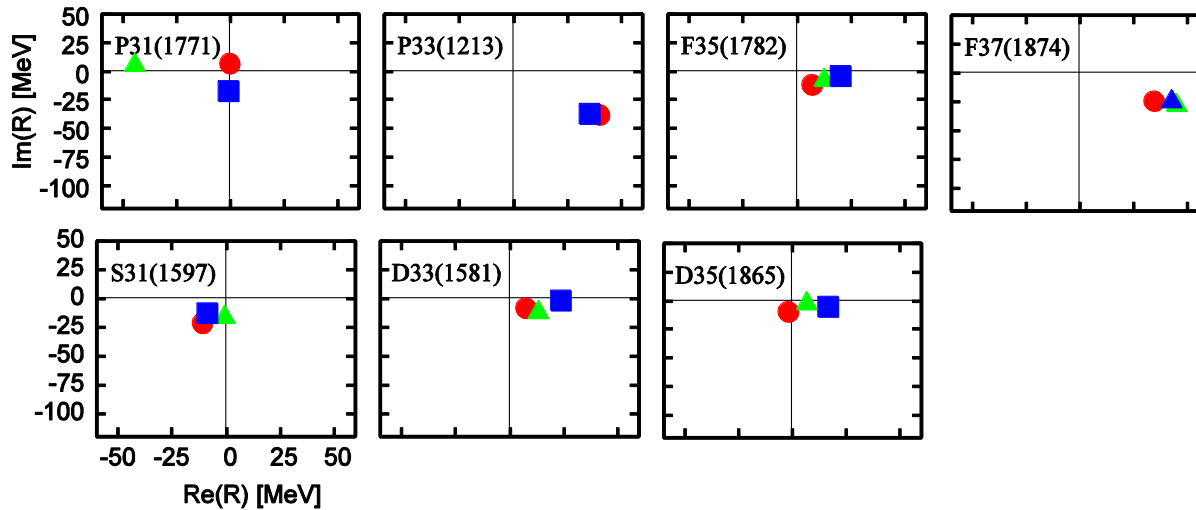 50
25
0
-25
-50
-75
-100
Im(R) [MeV]
P31(1771)
P33(1213)
F35(1782)
F37(1874)
50
25
0
-25
-50
-75
-100
S31(1597)
D33(1581)
D35(1865)
-50 -25 0 25 50
Re(R) [MeV]